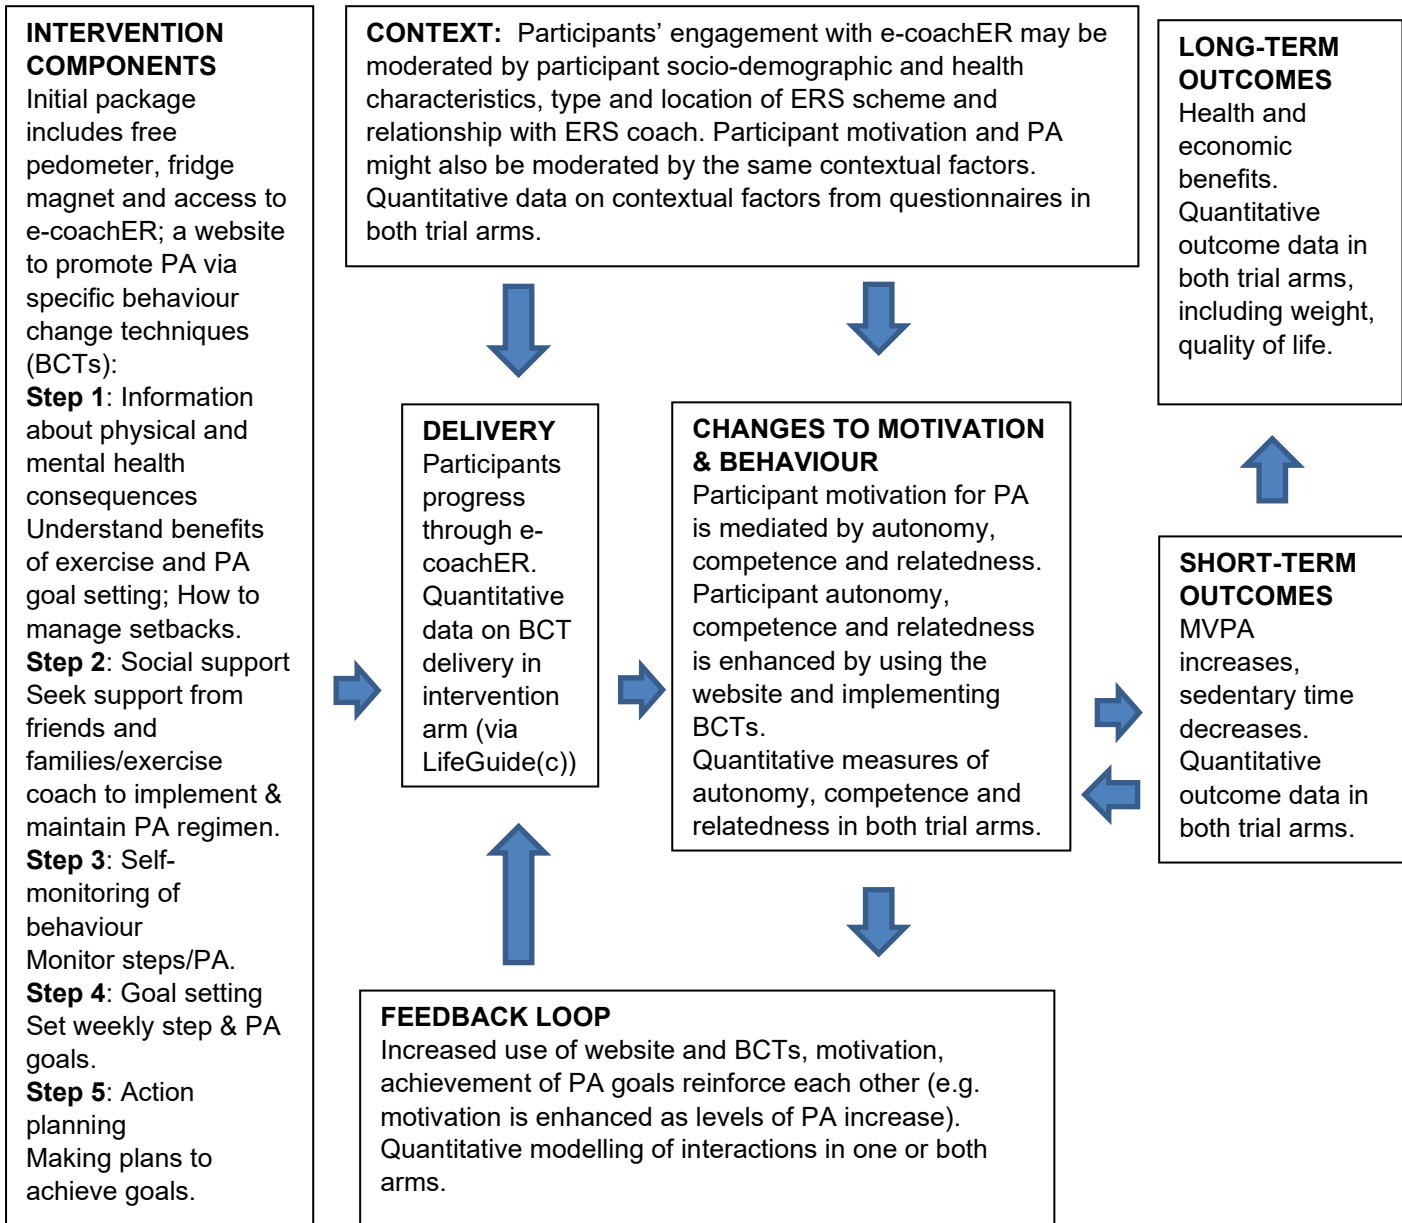 INTERVENTION
COMPONENTS
Initial package
includes free
pedometer, fridge
magnet and access to
e-coachER; a website
to promote PA via
specific behaviour
change techniques
(BCTs):
Step 1: Information
about physical and
mental health
consequences
Understand benefits
of exercise and PA
goal setting; How to
manage setbacks.
Step 2: Social support
Seek support from
friends and
families/exercise
coach to implement &
maintain PA regimen.
Step 3: Self-
monitoring of
behaviour
Monitor steps/PA.
Step 4: Goal setting
Set weekly step & PA
goals.
Step 5: Action
planning
Making plans to
achieve goals.
CONTEXT: Participants’ engagement with e-coachER may be
moderated by participant socio-demographic and health
characteristics, type and location of ERS scheme and
relationship with ERS coach. Participant motivation and PA
might also be moderated by the same contextual factors.
Quantitative data on contextual factors from questionnaires in
both trial arms.
DELIVERY
Participants
progress
through e-
coachER.
Quantitative
data on BCT
delivery in
intervention
arm (via
LifeGuide(c))
CHANGES TO MOTIVATION
& BEHAVIOUR
Participant motivation for PA
is mediated by autonomy,
competence and relatedness.
Participant autonomy,
competence and relatedness
is enhanced by using the
website and implementing
BCTs.
Quantitative measures of
autonomy, competence and
relatedness in both trial arms.
FEEDBACK LOOP
Increased use of website and BCTs, motivation,
achievement of PA goals reinforce each other (e.g.
motivation is enhanced as levels of PA increase).
Quantitative modelling of interactions in one or both
arms.
LONG-TERM
OUTCOMES
Health and
economic
benefits.
Quantitative
outcome data in
both trial arms,
including weight,
quality of life.
SHORT-TERM
OUTCOMES
MVPA
increases,
sedentary time
decreases.
Quantitative
outcome data in
both trial arms.